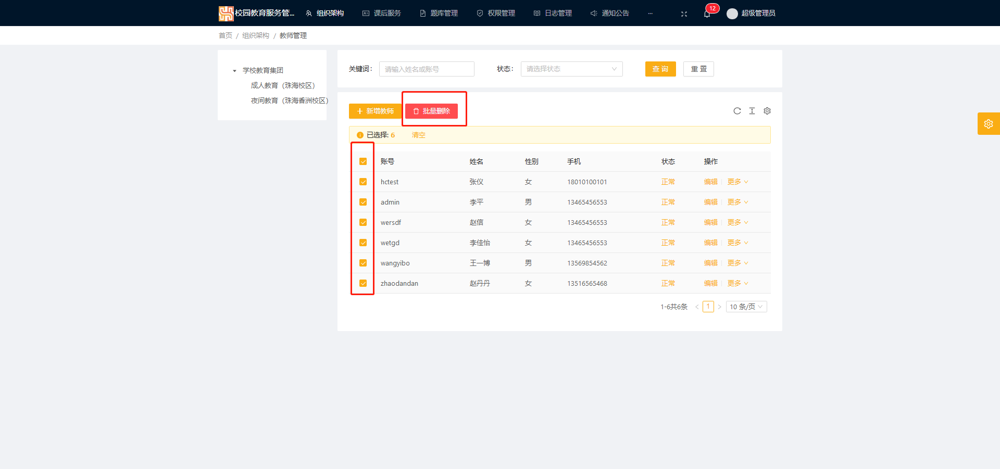 校园教育服务管... 组织架构 课后服务 题库管理 权限管理 日志管理 通知公告 ... 12 超级管理员
首页 / 组织架构 / 教师管理
学校教育集团
成人教育（珠海校区）
夜间教育（珠海香洲校区）
关键词： 请输入姓名或账号 状态： 请选择状态 查 询 重 置
新增教师 批量删除
已选择: 6 清空
账号 姓名 性别 手机 状态 操作
hctest 张仪 女 18010100101 正常 编辑 更多
admin 李平 男 13465456553 正常 编辑 更多
wersdf 赵信 女 13465456553 正常 编辑 更多
wetgd 李佳怡 女 13465456553 正常 编辑 更多
wangyibo 王一博 男 13569854562 正常 编辑 更多
zhaodandan 赵丹丹 女 13516565468 正常 编辑 更多
1-6共6条 < 1 > 10 条/页